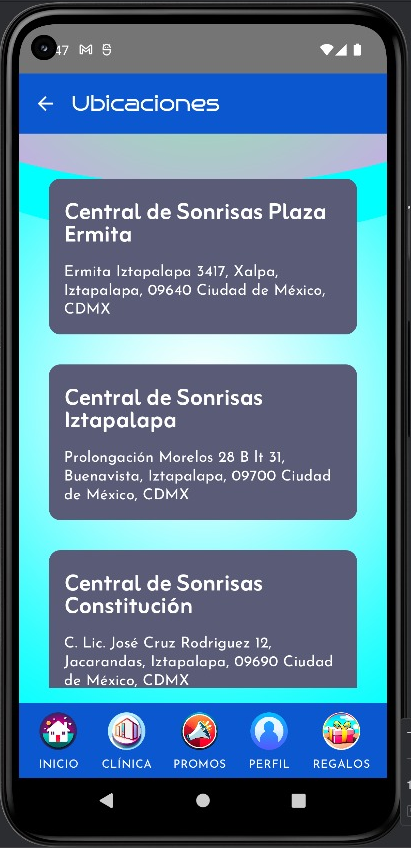 47
Ubicaciones
Central de Sonrisas Plaza
Ermita
Ermita Iztapalapa 3417, Xalpa,
Iztapalapa, 09640 Ciudad de México,
CDMX
Central de Sonrisas
Iztapalapa
Prolongación Morelos 28 B lt 31,
Buenavista, Iztapalapa, 09700 Ciudad
de México, CDMX
Central de Sonrisas
Constitución
C. Lic. José Cruz Rodriguez 12,
Jacarandas, Iztapalapa, 09690 Ciudad
de México, CDMX
INICIO CLÍNICA PROMOS PERFIL REGALOS